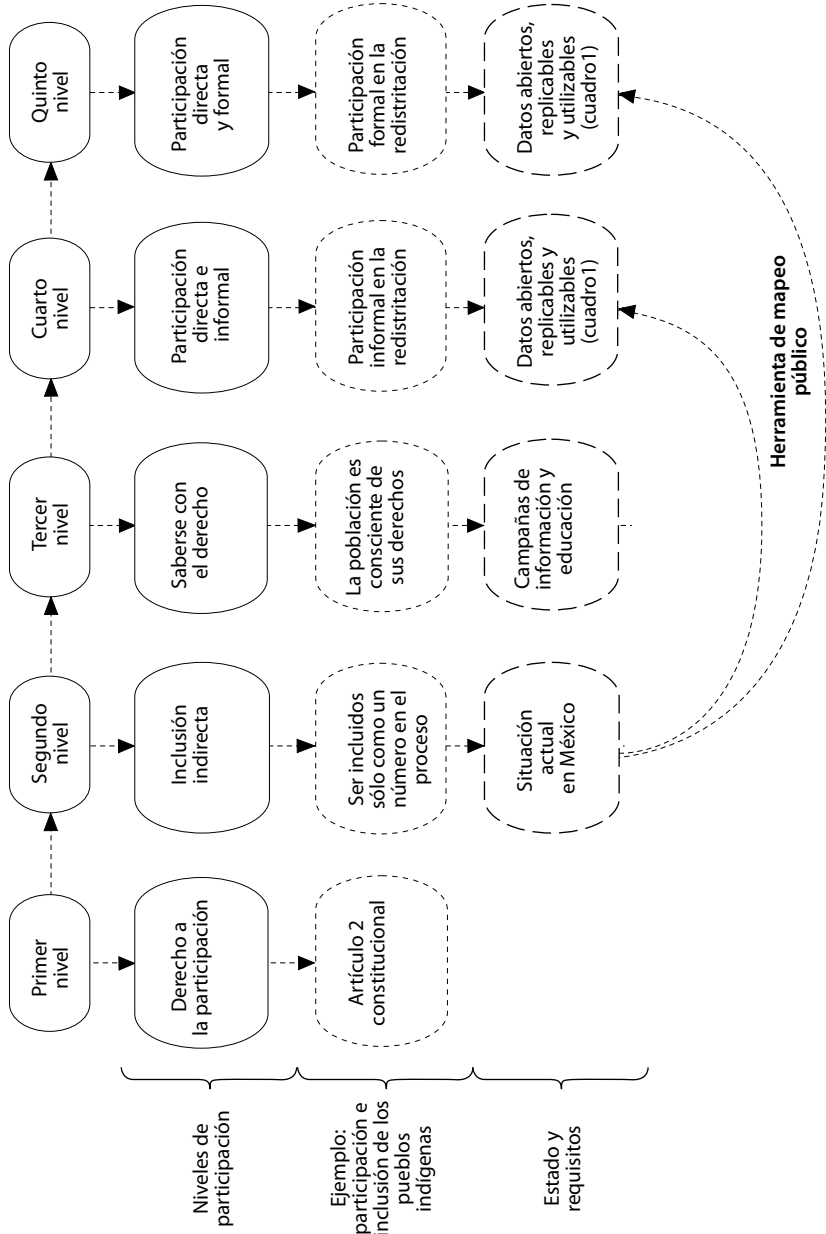 Primer
nivel
Segundo
nivel
Tercer
nivel
Cuarto
nivel
Quinto
nivel
Niveles de
participación
Derecho a
la participación
Inclusión
indirecta
Saberse con
el derecho
Participación
directa e
informal
Participación
directa
y formal
Ejemplo:
participación e
inclusión de los
pueblos
indígenas
Artículo 2
constitucional
Ser incluidos
sólo como un
número en el
proceso
La población es
consciente de
sus derechos
Participación
informal en la
redistritación
Participación
formal en la
redistritación
Estado y
requisitos
Situación
actual
en México
Campañas de
información y
educación
Datos abiertos,
replicables y
utilizables
(cuadro1)
Datos abiertos,
replicables
y utilizables
(cuadro1)
Herramienta de mapeo
público